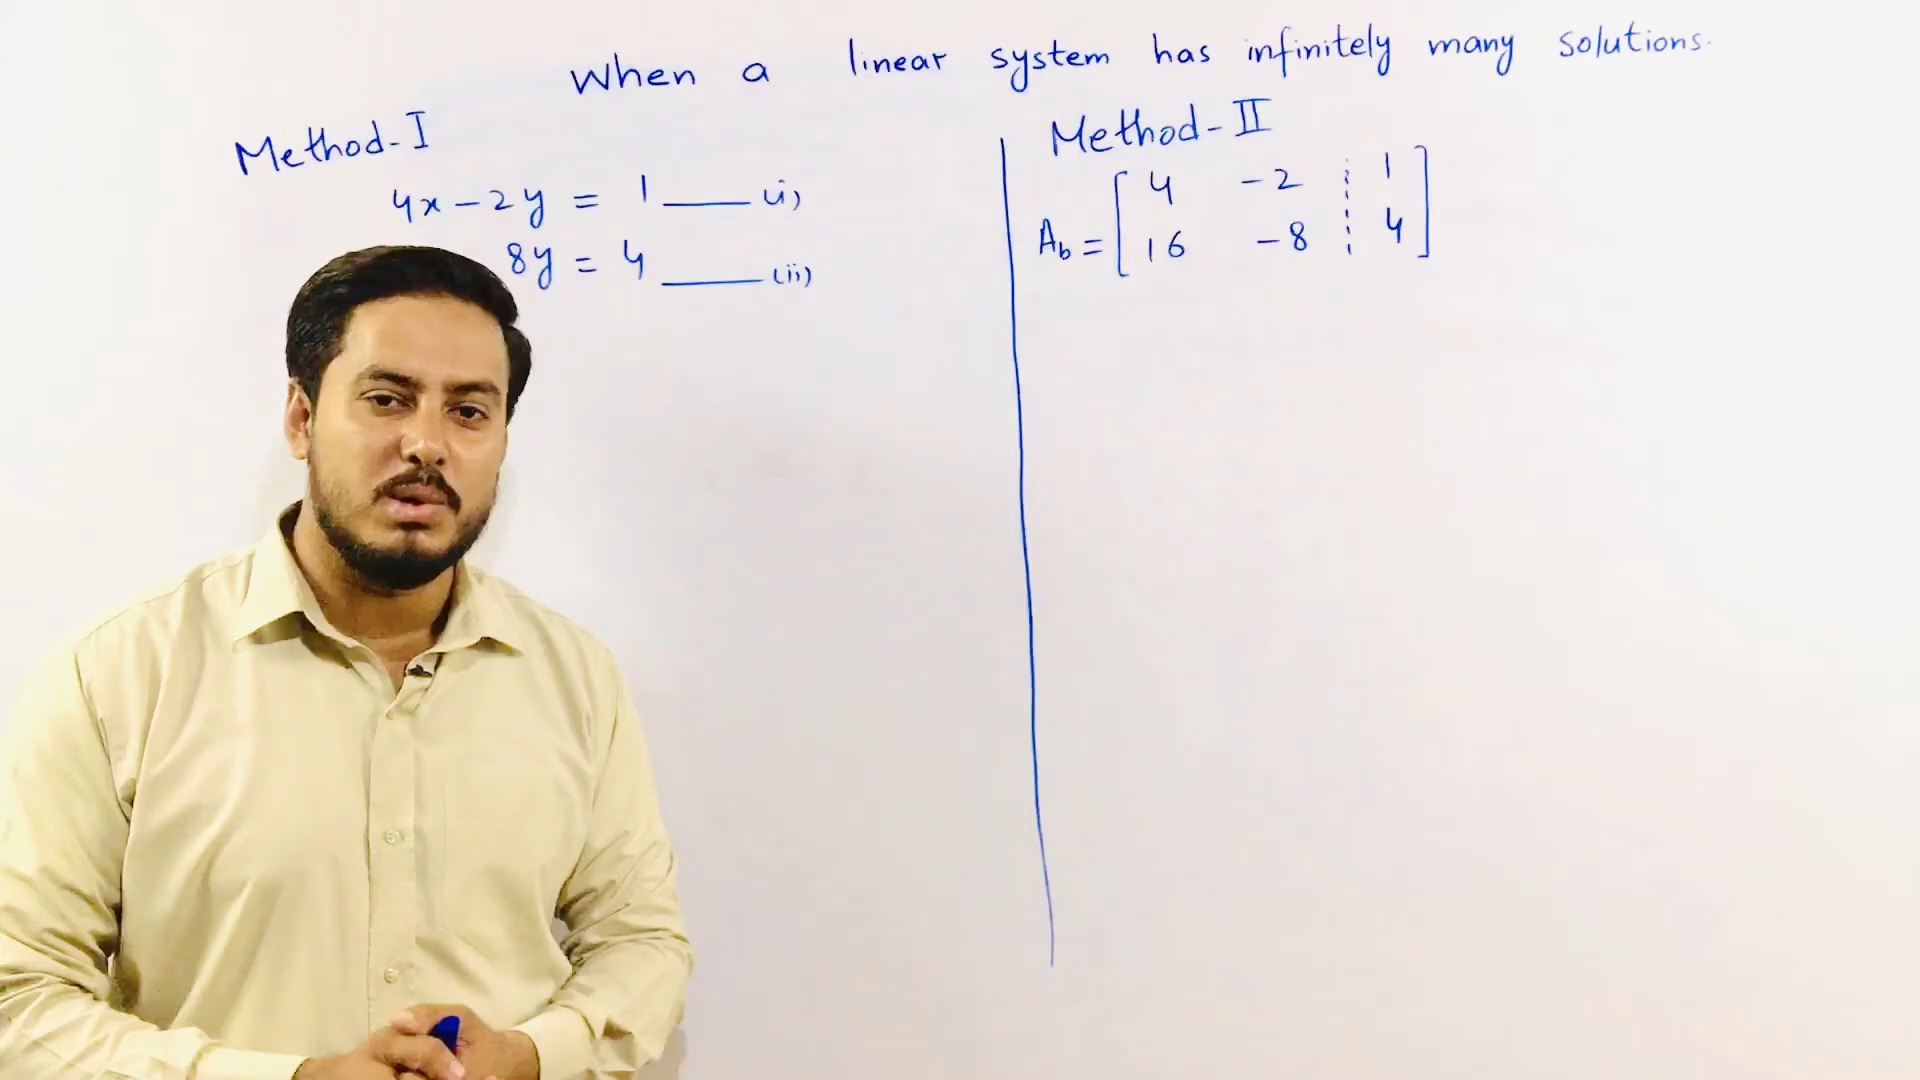 When a linear system has infinitely many solutions.
Method-I
4x - 2y = 1 ____ (i)
8y = 4 ____ (ii)
Method-II
A_b = [ 4 -2 ¦ 1
16 -8 ¦ 4 ]